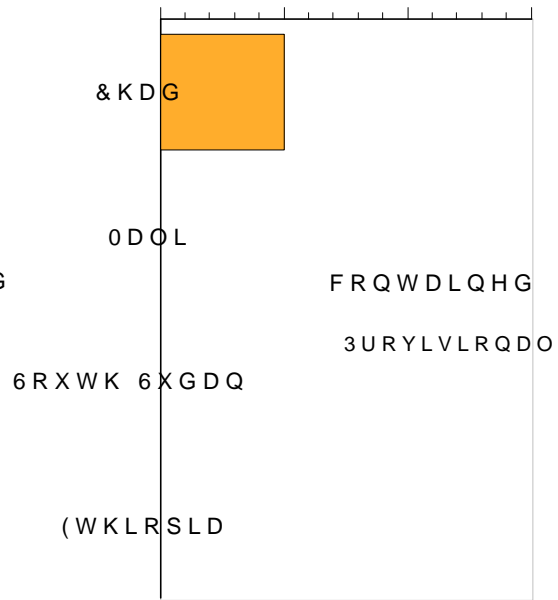 &KDG
0DOL
FRQWDLQHG
3URYLVLRQDO
6RXWK 6XGDQ
(WKLRSLD